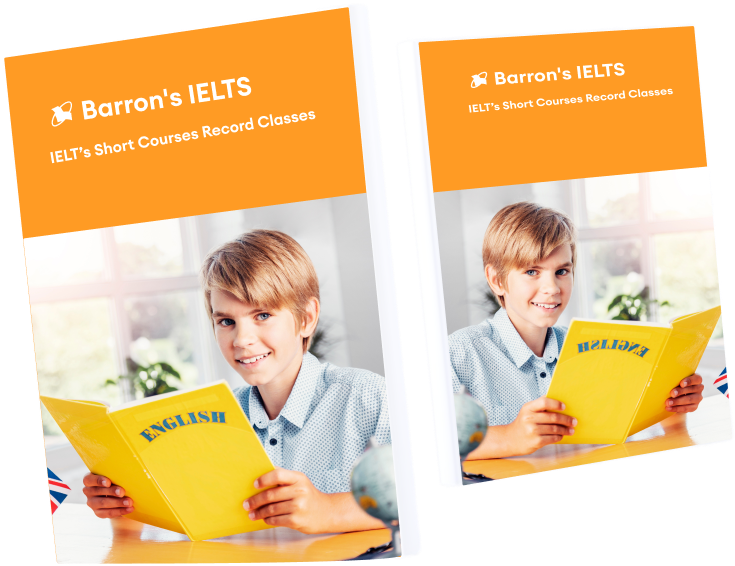 Barron's IELTS
IELT's Short Courses Record Classes
ENGLISH
Barron's IELTS
IELT's Short Courses Record Classes
ENGLISH